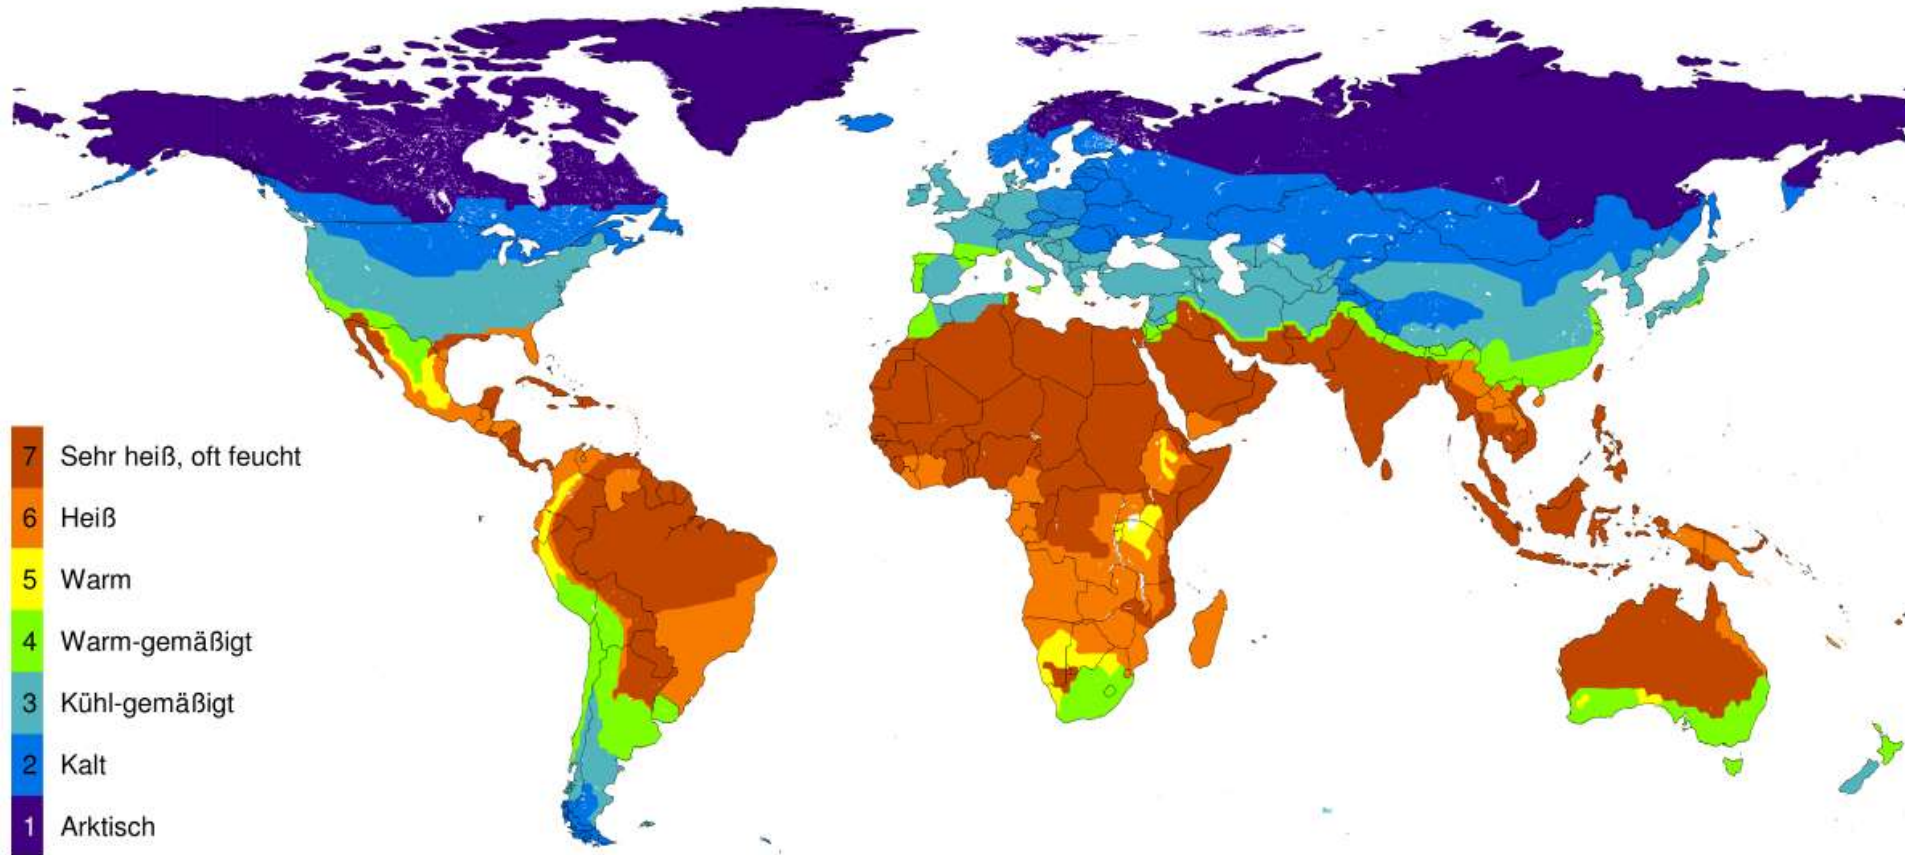 7 Sehr heiß, oft feucht
6 Heiß
5 Warm
4 Warm-gemäßigt
3 Kühl-gemäßigt
2 Kalt
1 Arktisch